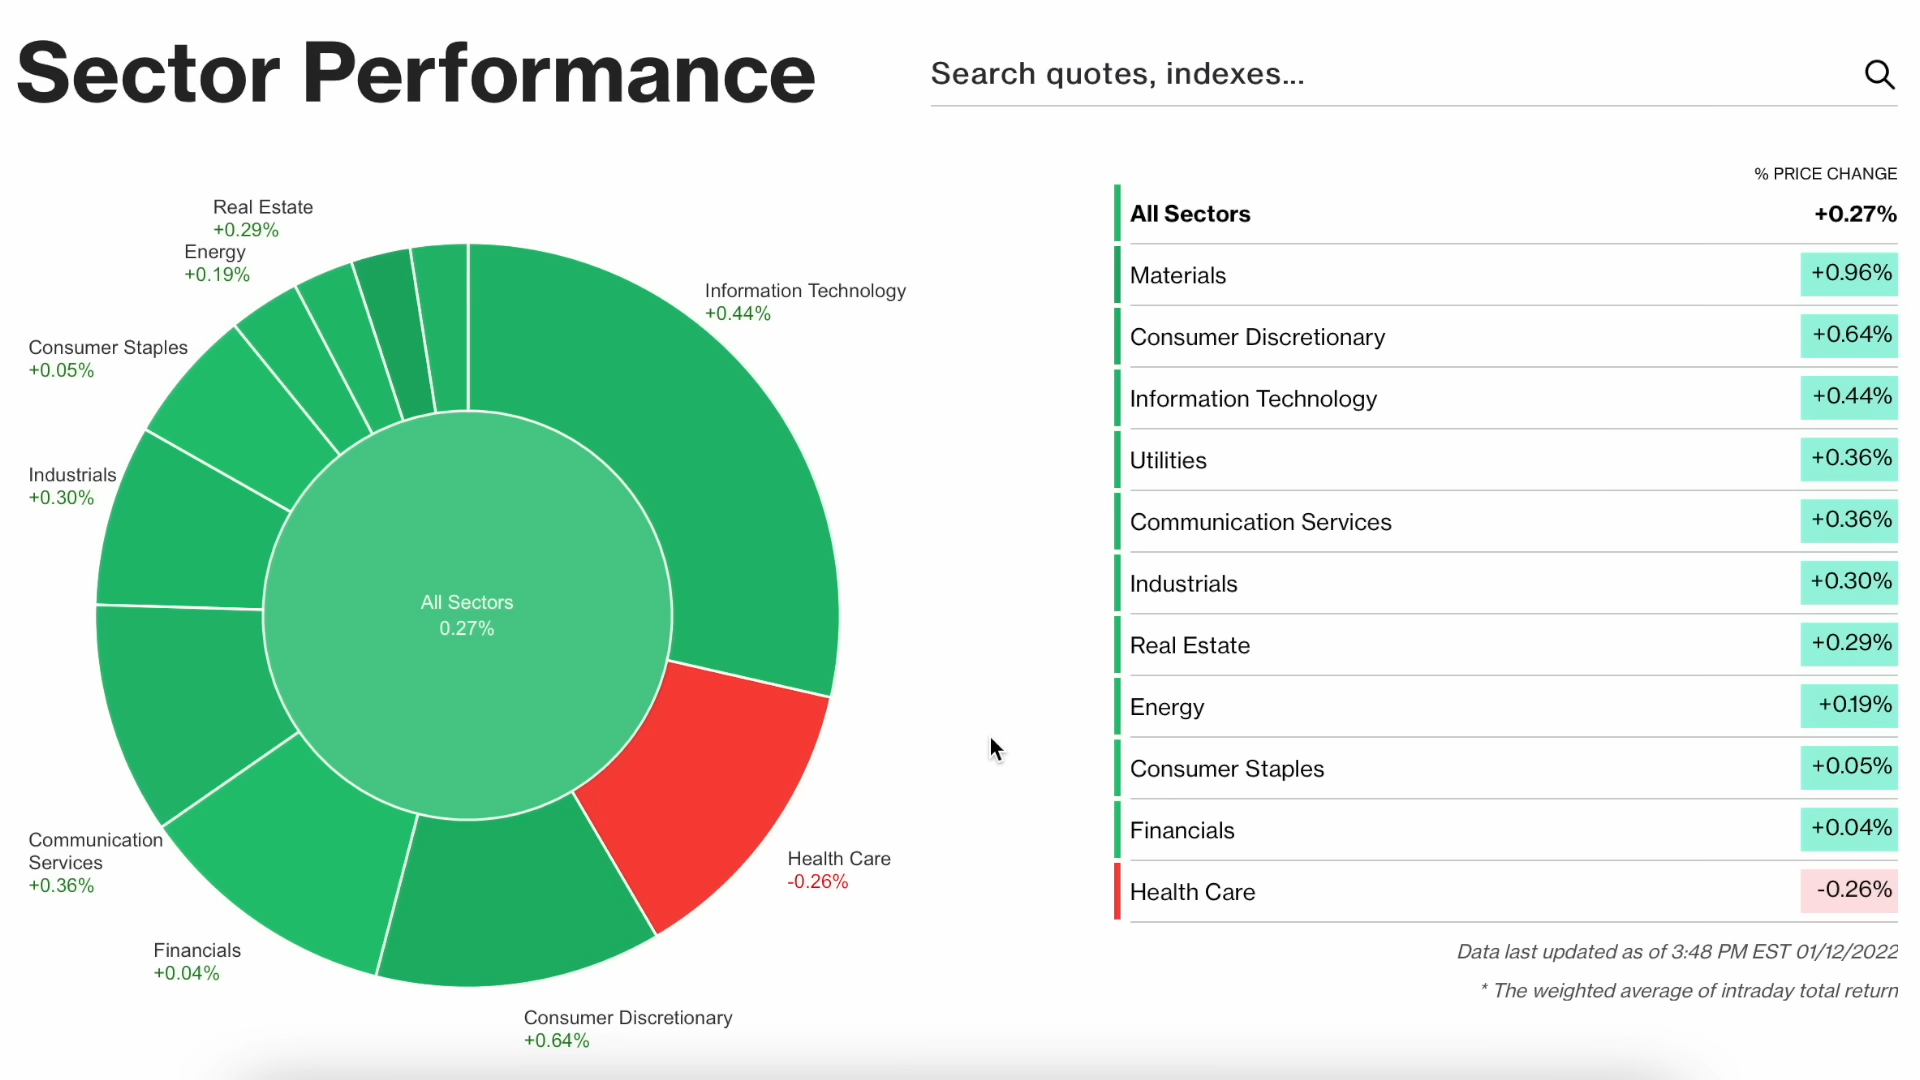 Sector Performance
Search quotes, indexes...
Real Estate
+0.29%
Energy
+0.19%
Information Technology
+0.44%
Consumer Staples
+0.05%
Industrials
+0.30%
All Sectors
0.27%
Communication
Services
+0.36%
Health Care
-0.26%
Financials
+0.04%
Consumer Discretionary
+0.64%
% PRICE CHANGE
All Sectors +0.27%
Materials +0.96%
Consumer Discretionary +0.64%
Information Technology +0.44%
Utilities +0.36%
Communication Services +0.36%
Industrials +0.30%
Real Estate +0.29%
Energy +0.19%
Consumer Staples +0.05%
Financials +0.04%
Health Care -0.26%
Data last updated as of 3:48 PM EST 01/12/2022
* The weighted average of intraday total return